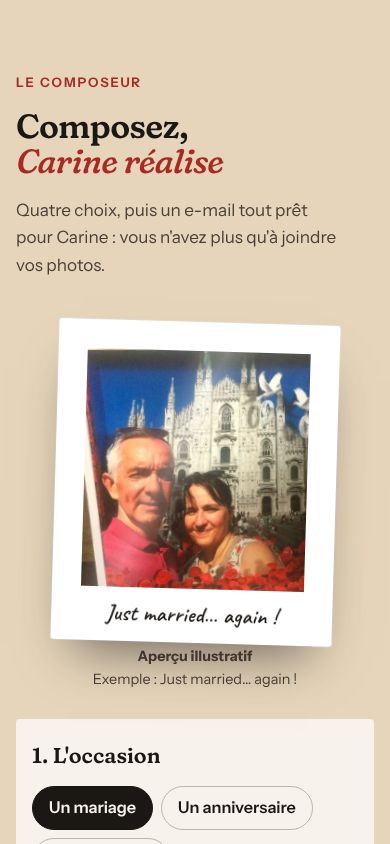 LE COMPOSEUR
Composez,
Carine réalise
Quatre choix, puis un e-mail tout prêt
pour Carine : vous n'avez plus qu'à joindre
vos photos.
Just married... again !
Aperçu illustratif
Exemple : Just married... again !
1. L'occasion
Un mariage
Un anniversaire